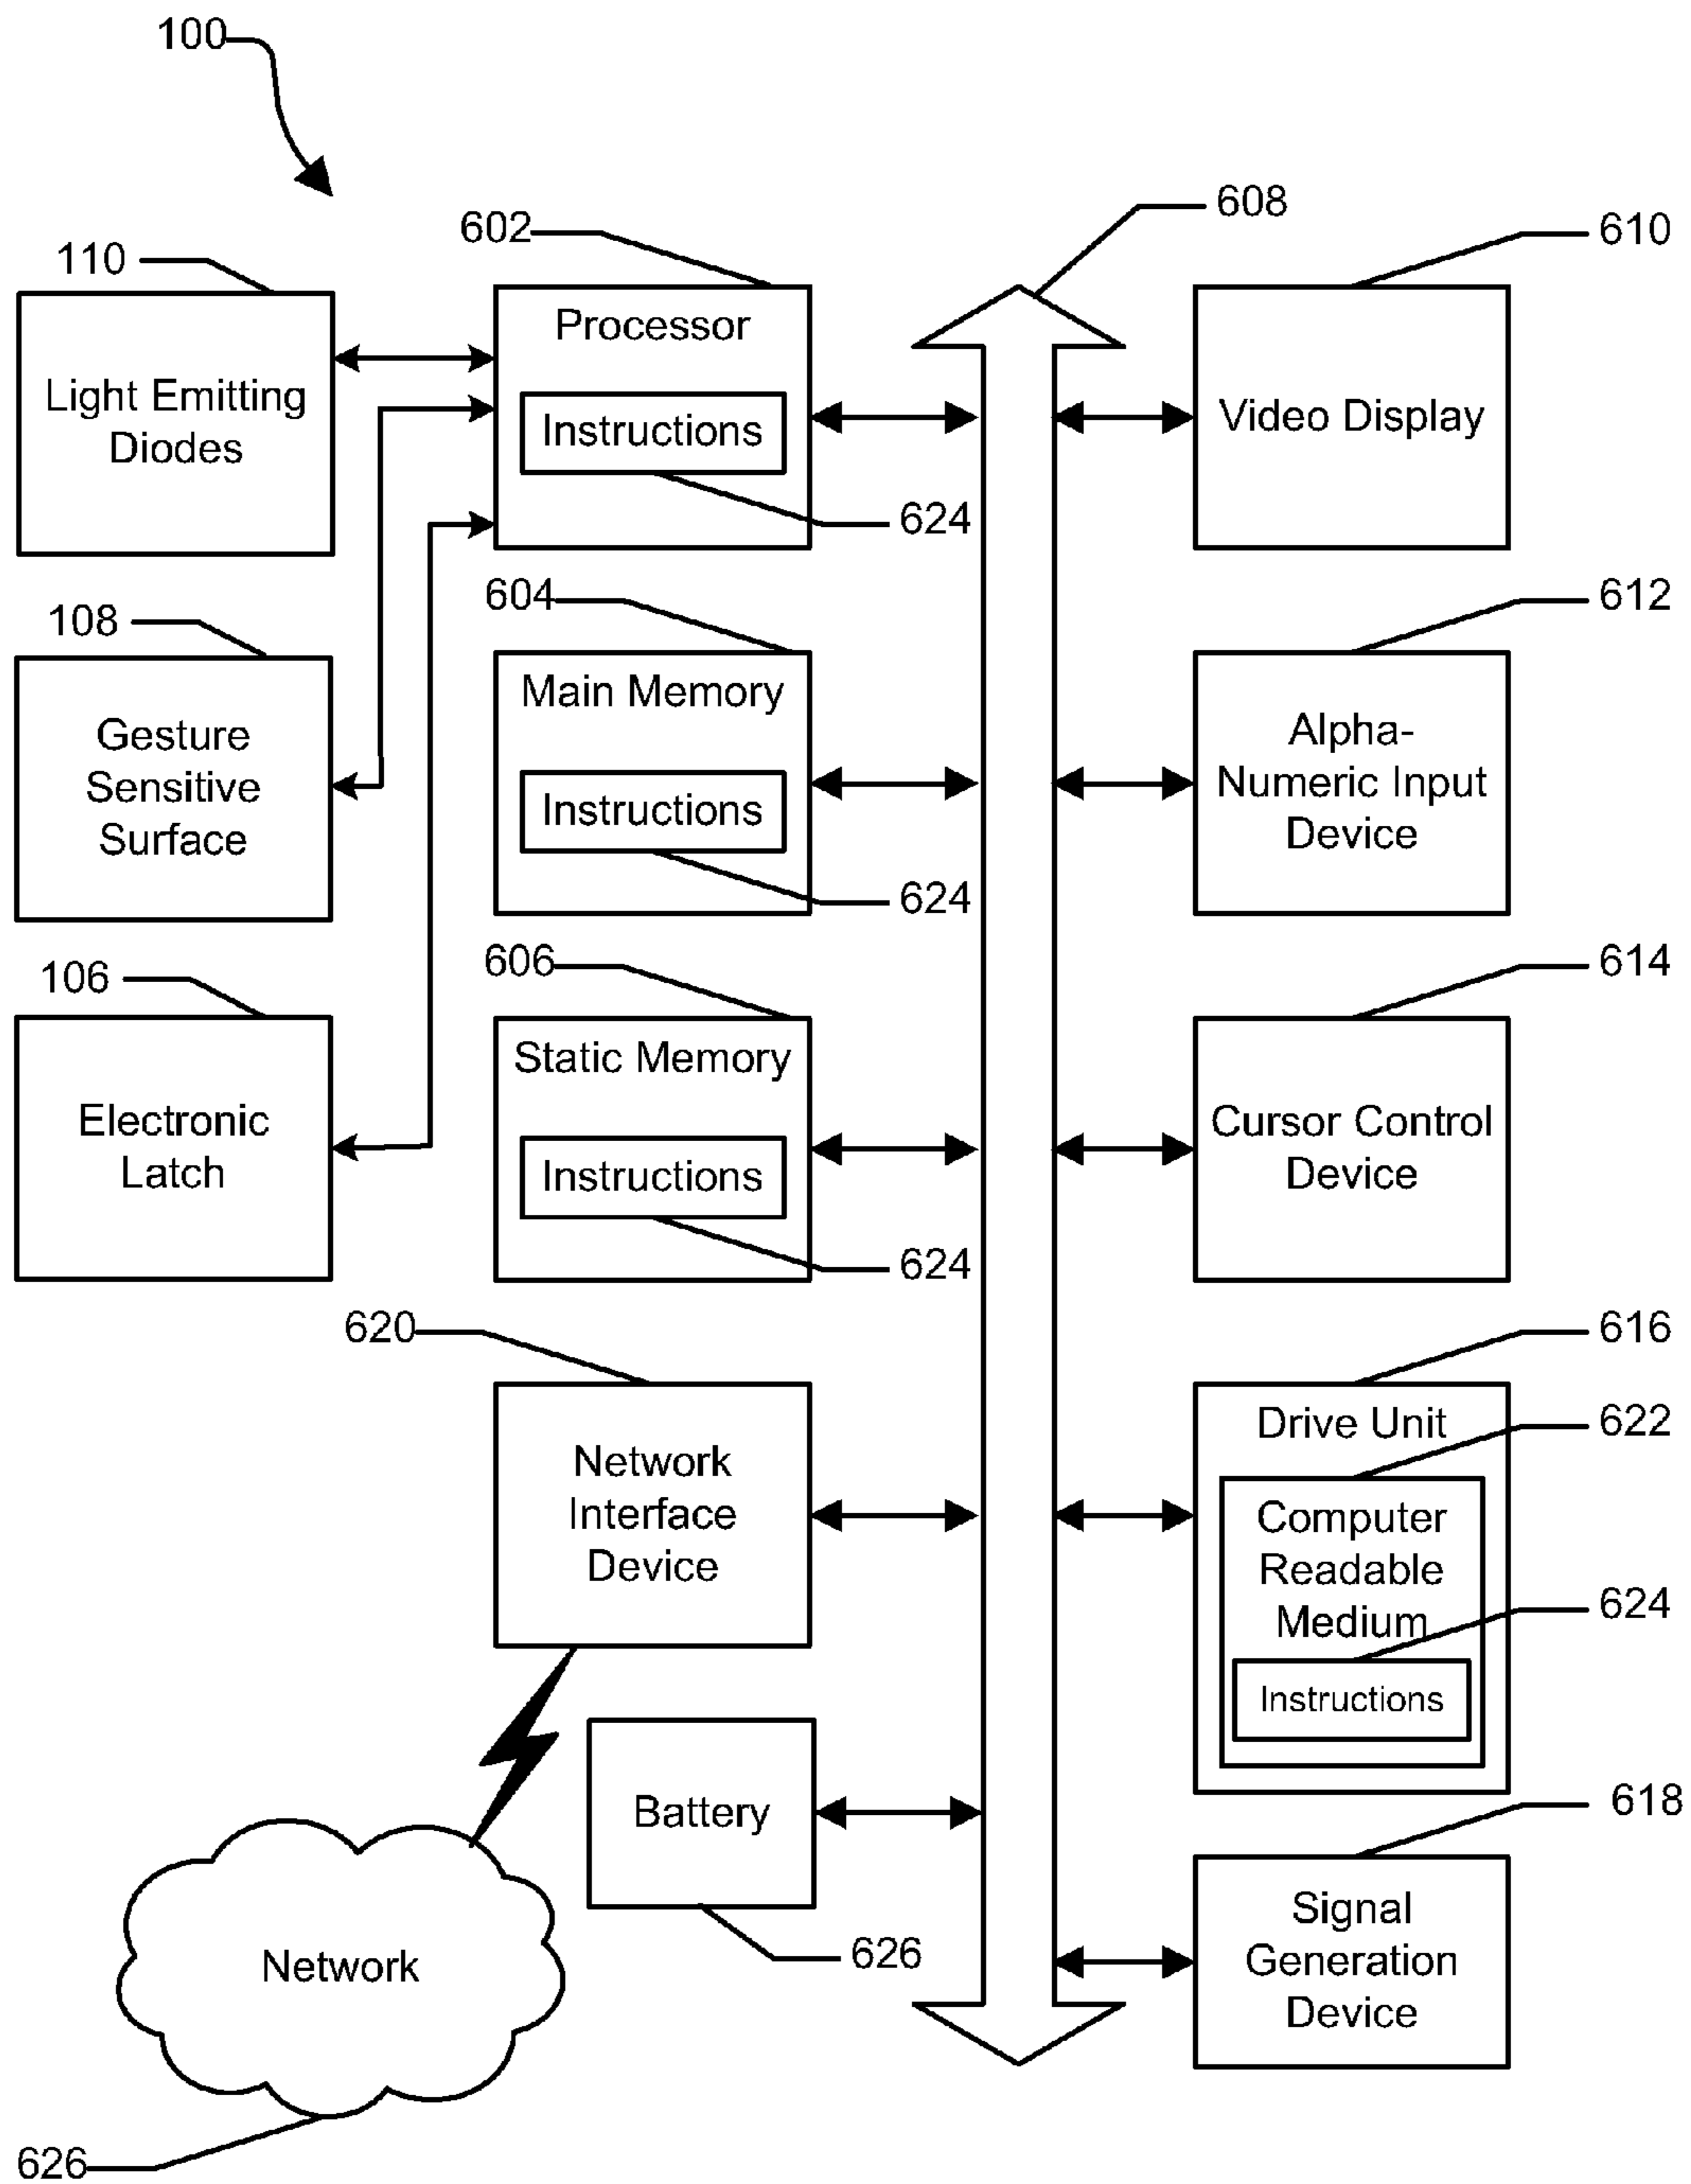 100
608
602
610
110
Processor
Instructions
624
Light Emitting
Diodes
Video Display
604
612
108
Main Memory
Instructions
624
Gesture
Sensitive
Surface
Alpha-
Numeric Input
Device
606
614
106
Static Memory
Instructions
624
Electronic
Latch
Cursor Control
Device
620
616
Network
Interface
Device
Drive Unit
622
Computer
Readable
Medium
624
Instructions
Battery
626
618
Signal
Generation
Device
Network
626